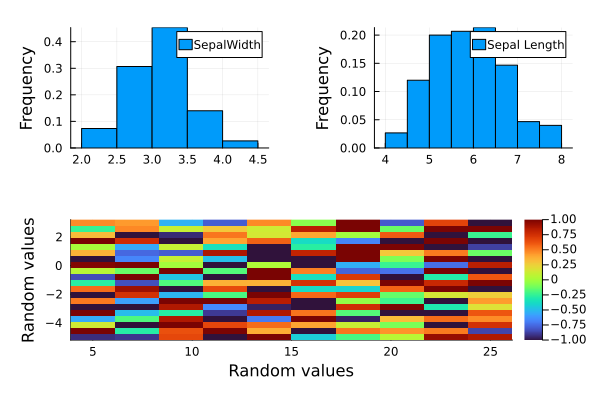 Frequency
0.4
0.3
0.2
0.1
0.0
2.0 2.5 3.0 3.5 4.0 4.5
SepalWidth
Frequency
0.20
0.15
0.10
0.05
0.00
4 5 6 7 8
Sepal Length
Random values
2
0
−2
−4
5 10 15 20 25
Random values
1.00
0.75
0.50
0.25
0
−0.25
−0.50
−0.75
−1.00